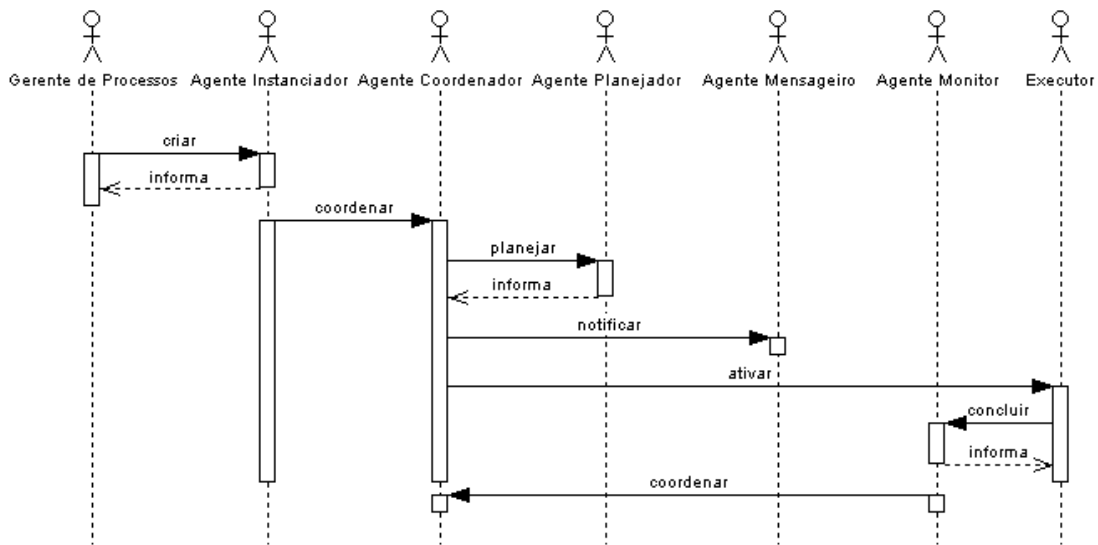 Gerente de Processos Agente Instanciador Agente Coordenador Agente Planejador Agente Mensageiro Agente Monitor Executor
criar
informa
coordenar
planejar
informa
notificar
ativar
concluir
informa
coordenar